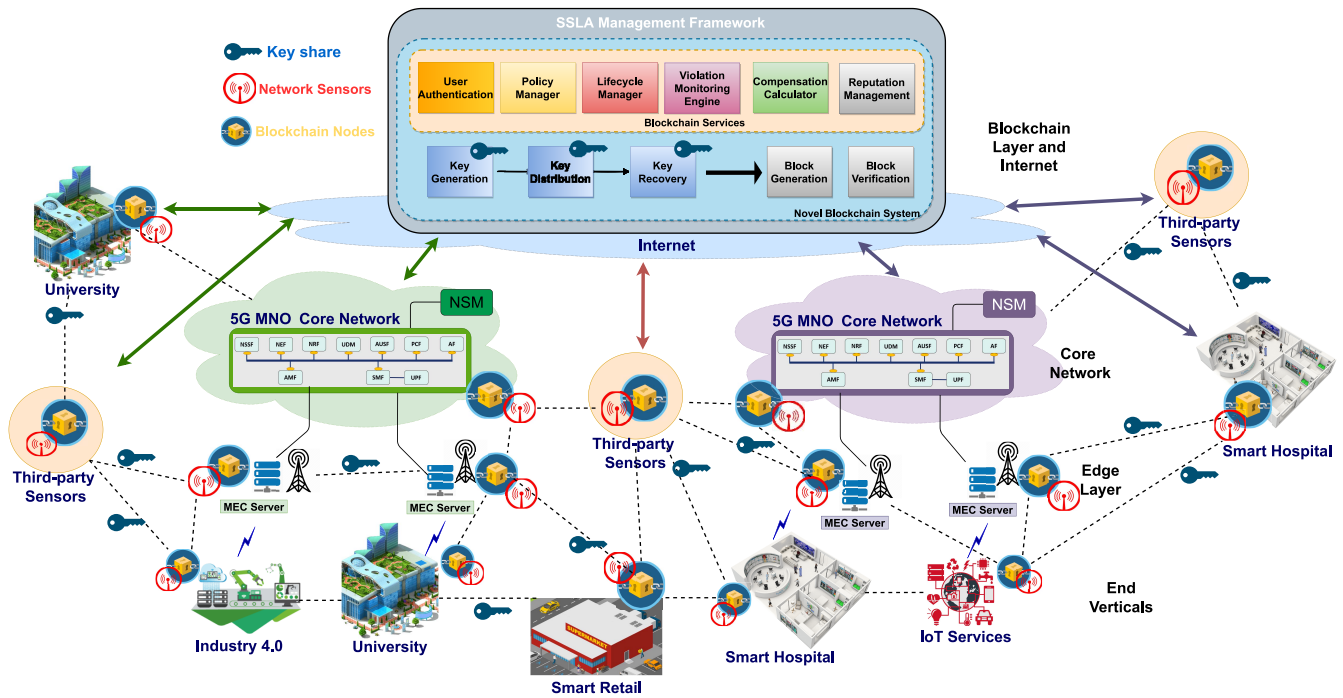 SSLA Management Framework
Key share
Network Sensors
Blockchain Nodes
User
Authentication
Policy
Manager
Lifecycle
Manager
Violation
Monitoring
Engine
Compensation
Calculator
Reputation
Management
Blockchain Services
Key
Generation
Key
Distribution
Key
Recovery
Block
Generation
Block
Verification
Novel Blockchain System
Internet
Blockchain
Layer and
Internet
Third-party
Sensors
University
NSM
5G MNO Core Network
NSSF
NEF
NRF
UDM
AUSF
PCF
AF
AMF
SMF
UPF
NSM
5G MNO Core Network
NSSF
NEF
NRF
UDM
AUSF
PCF
AF
AMF
SMF
UPF
Core
Network
Smart Hospital
Third-party
Sensors
Third-party
Sensors
MEC Server
MEC Server
MEC Server
MEC Server
Edge
Layer
End
Verticals
Industry 4.0
University
SUPERMARKET
Smart Retail
Smart Hospital
IoT Services